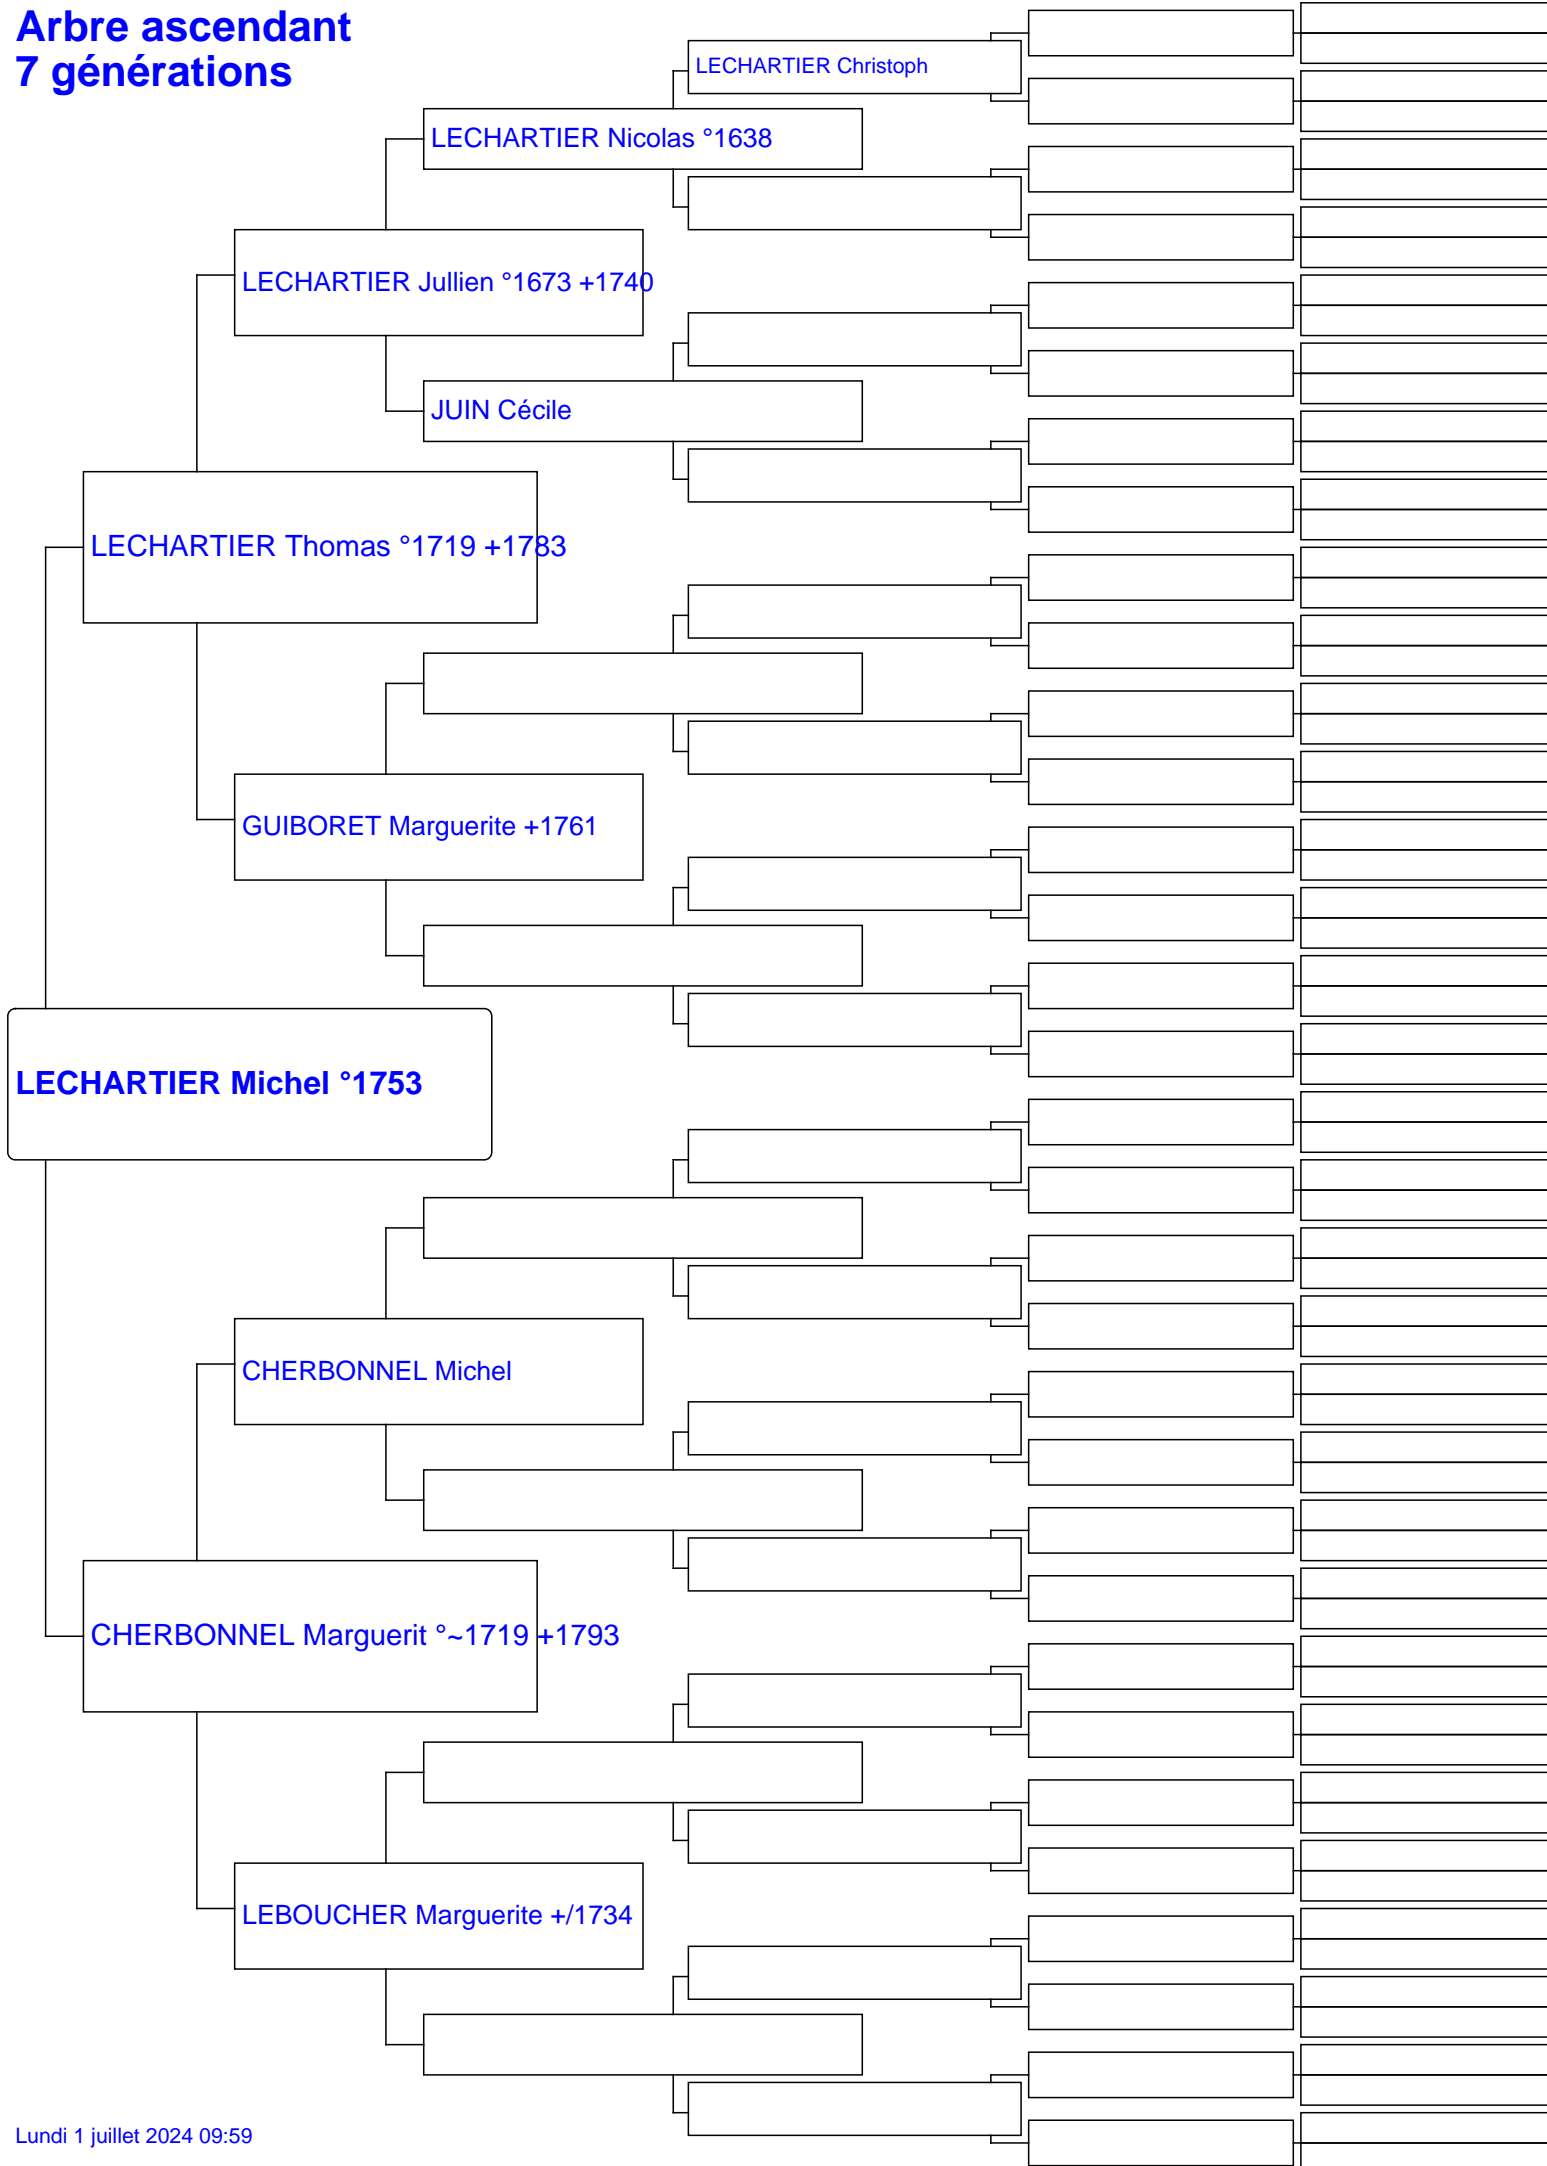 Arbre ascendant
7 générations
LECHARTIER Christoph
LECHARTIER Nicolas °1638
LECHARTIER Jullien °1673 +1740
JUIN Cécile
LECHARTIER Thomas °1719 +1783
GUIBORET Marguerite +1761
LECHARTIER Michel °1753
CHERBONNEL Michel
CHERBONNEL Marguerit °~1719 +1793
LEBOUCHER Marguerite +/1734
Lundi 1 juillet 2024 09:59